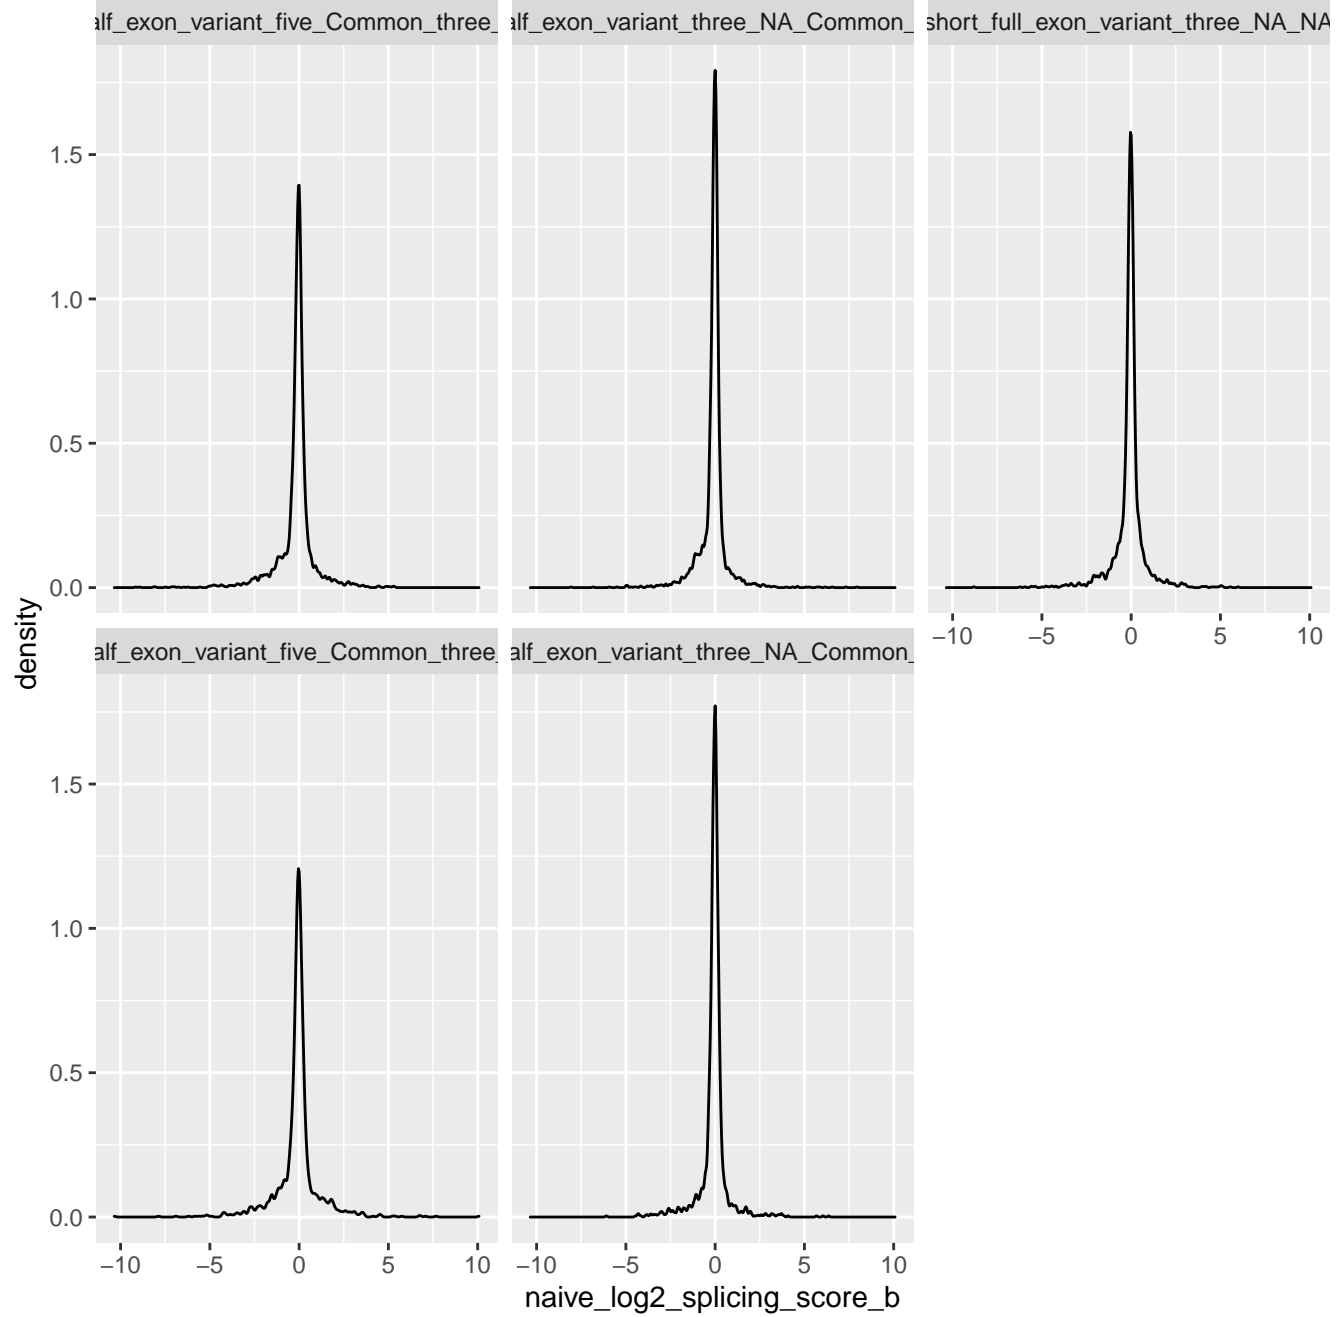 alf_exon_variant_five_Common_three_
alf_exon_variant_three_NA_Common_
short_full_exon_variant_three_NA_NA
1.5
1.0
0.5
0.0
−10 −5 0 5 10
density
alf_exon_variant_five_Common_three_
alf_exon_variant_three_NA_Common_
1.5
1.0
0.5
0.0
−10 −5 0 5 10
−10 −5 0 5 10
naive_log2_splicing_score_b